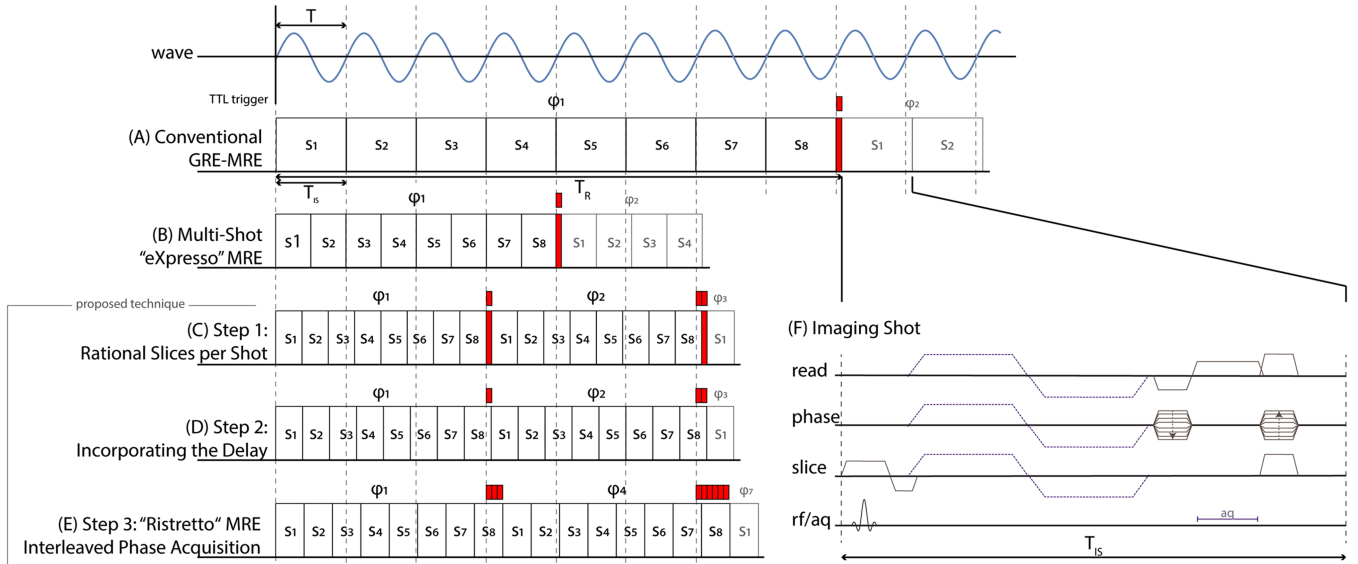 T
wave
TTL trigger
φ1 φ2
(A) Conventional
GRE-MRE
S1 S2 S3 S4 S5 S6 S7 S8 S1 S2
TIS TR
φ1 φ2
(B) Multi-Shot
"eXpresso" MRE
S1 S2 S3 S4 S5 S6 S7 S8 S1 S2 S3 S4
proposed technique
φ1 φ2 φ3
(C) Step 1:
Rational Slices per Shot
S1 S2 S3 S4 S5 S6 S7 S8 S1 S2 S3 S4 S5 S6 S7 S8 S1
φ1 φ2 φ3
(D) Step 2:
Incorporating the Delay
S1 S2 S3 S4 S5 S6 S7 S8 S1 S2 S3 S4 S5 S6 S7 S8 S1
φ1 φ4 φ7
(E) Step 3: "Ristretto" MRE
Interleaved Phase Acquisition
S1 S2 S3 S4 S5 S6 S7 S8 S1 S2 S3 S4 S5 S6 S7 S8 S1
(F) Imaging Shot
read
phase
slice
rf/aq
aq
TIS